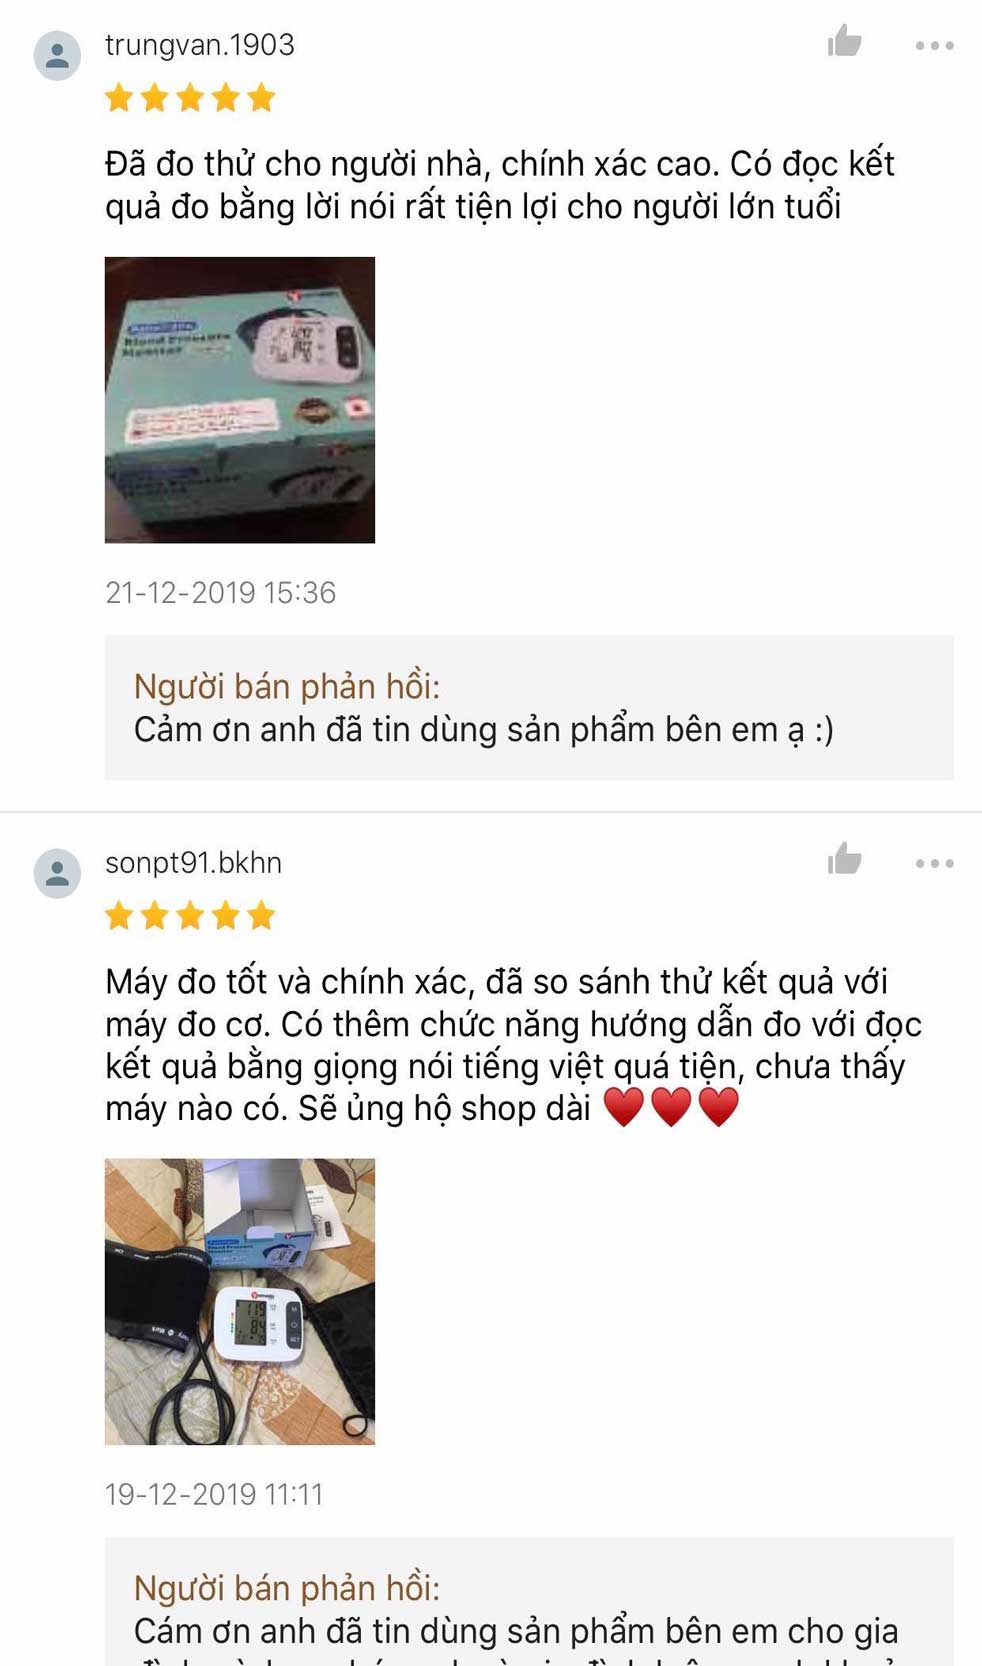 trungvan.1903
Đã đo thử cho người nhà, chính xác cao. Có đọc kết
quả đo bằng lời nói rất tiện lợi cho người lớn tuổi
Blood Pressure
Monitor
21-12-2019 15:36
Người bán phản hồi:
Cảm ơn anh đã tin dùng sản phẩm bên em ạ :)
sonpt91.bkhn
Máy đo tốt và chính xác, đã so sánh thử kết quả với
máy đo cơ. Có thêm chức năng hướng dẫn đo với đọc
kết quả bằng giọng nói tiếng việt quá tiện, chưa thấy
máy nào có. Sẽ ủng hộ shop dài ❤️❤️❤️
Blood Pressure
Monitor
119
84
19-12-2019 11:11
Người bán phản hồi:
Cám ơn anh đã tin dùng sản phẩm bên em cho gia